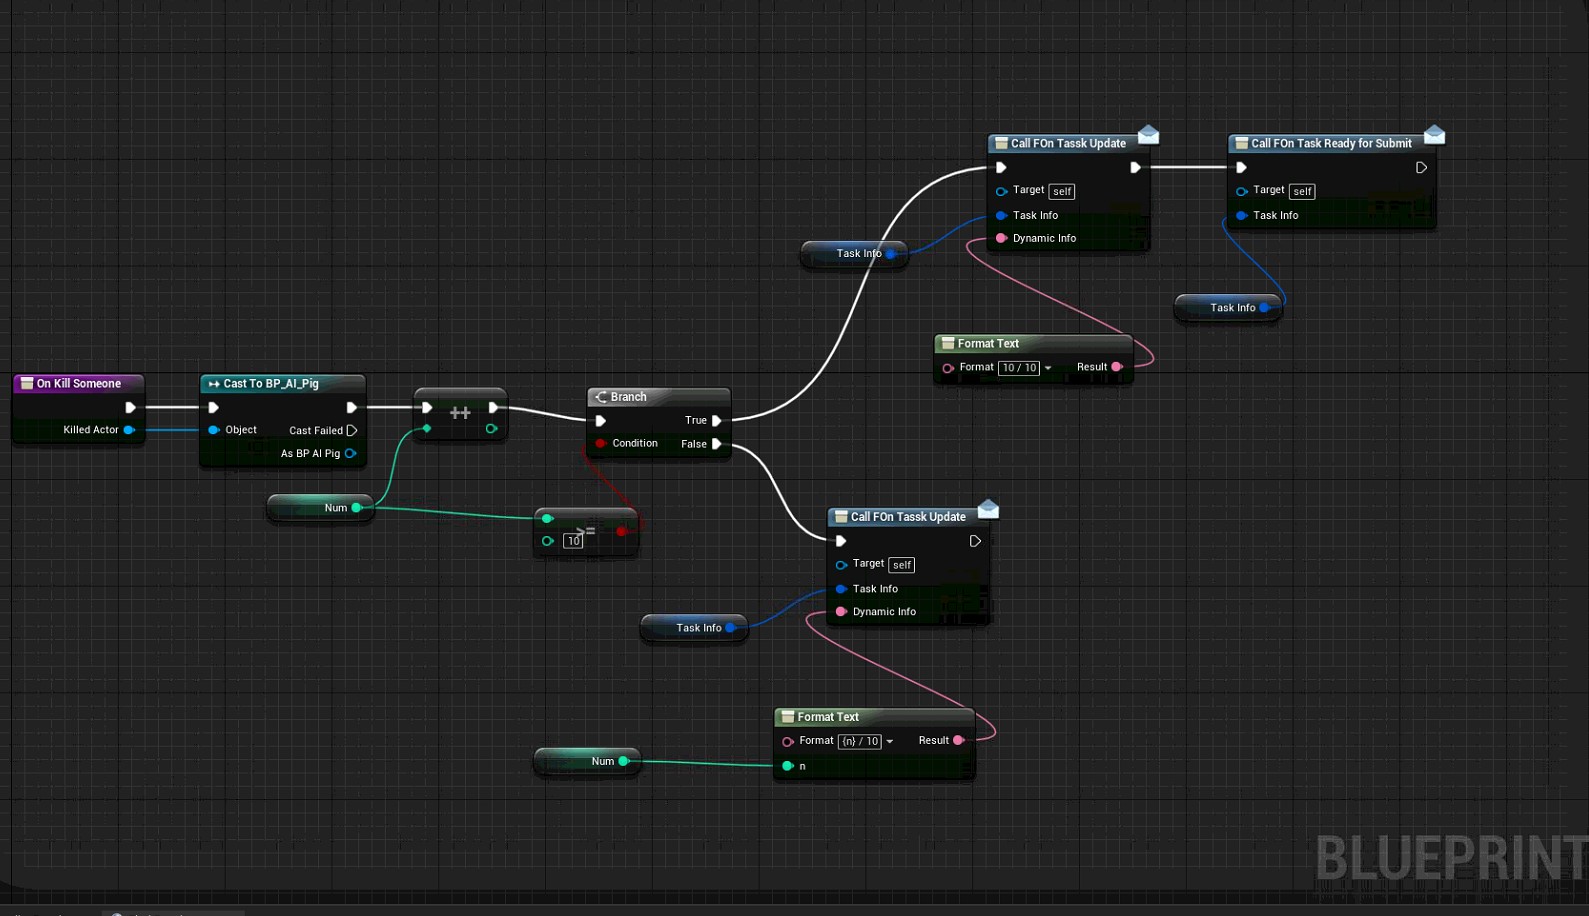 Call FOn Tassk Update
Target self
Task Info
Dynamic Info
Call FOn Task Ready for Submit
Target self
Task Info
Task Info
Task Info
Format Text
Format 10 / 10 Result
On Kill Someone
Killed Actor
Cast To BP_AI_Pig
Object Cast Failed
As BP AI Pig
++
Branch
True
Condition False
Num
>=
10
Call FOn Tassk Update
Target self
Task Info
Dynamic Info
Task Info
Format Text
Format {n} / 10 Result
n
Num
BLUEPRINT